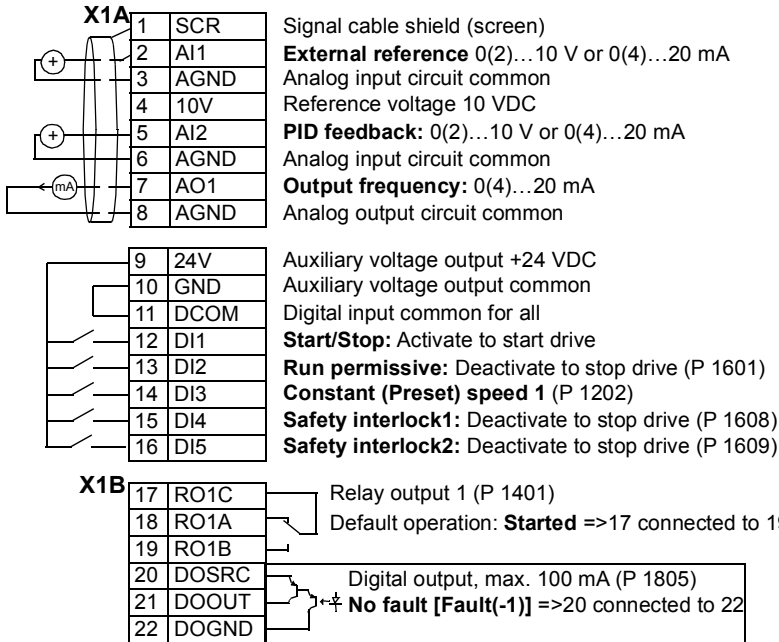 X1A
1 SCR Signal cable shield (screen)
2 AI1 External reference 0(2)…10 V or 0(4)…20 mA
3 AGND Analog input circuit common
4 10V Reference voltage 10 VDC
5 AI2 PID feedback: 0(2)…10 V or 0(4)…20 mA
6 AGND Analog input circuit common
7 AO1 Output frequency: 0(4)…20 mA
8 AGND Analog output circuit common
+
+
mA
9 24V Auxiliary voltage output +24 VDC
10 GND Auxiliary voltage output common
11 DCOM Digital input common for all
12 DI1 Start/Stop: Activate to start drive
13 DI2 Run permissive: Deactivate to stop drive (P 1601)
14 DI3 Constant (Preset) speed 1 (P 1202)
15 DI4 Safety interlock1: Deactivate to stop drive (P 1608)
16 DI5 Safety interlock2: Deactivate to stop drive (P 1609)
X1B
17 RO1C Relay output 1 (P 1401)
18 RO1A Default operation: Started =>17 connected to
19 RO1B
20 DOSRC Digital output, max. 100 mA (P 1805)
21 DOOUT No fault [Fault(-1)] =>20 connected to 22
22 DOGND